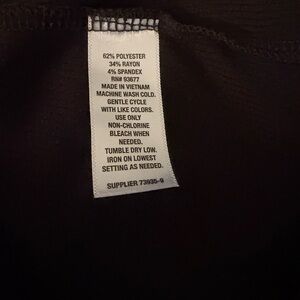 62% POLYESTER
34% RAYON
4% SPANDEX
RN# 93677
MADE IN VIETNAM
MACHINE WASH COLD.
GENTLE CYCLE
WITH LIKE COLORS.
USE ONLY
NON-CHLORINE
BLEACH WHEN
NEEDED.
TUMBLE DRY LOW.
IRON ON LOWEST
SETTING AS NEEDED.
SUPPLIER 73935-9